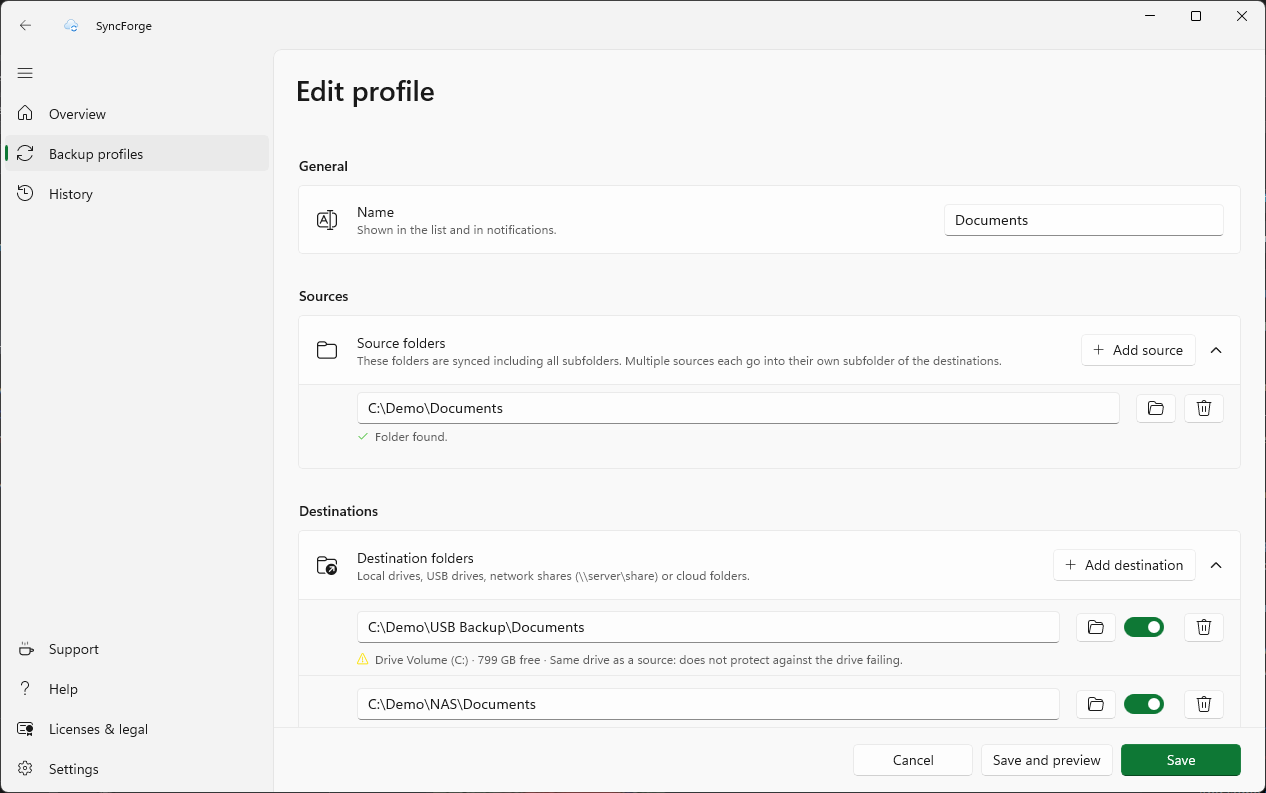 SyncForge
Overview
Backup profiles
History
Support
Help
Licenses & legal
Settings
Edit profile
General
Name
Shown in the list and in notifications.
Documents
Sources
Source folders
These folders are synced including all subfolders. Multiple sources each go into their own subfolder of the destinations.
Add source
C:\Demo\Documents
Folder found.
Destinations
Destination folders
Local drives, USB drives, network shares (\\server\share) or cloud folders.
Add destination
C:\Demo\USB Backup\Documents
Drive Volume (C:) · 799 GB free · Same drive as a source: does not protect against the drive failing.
C:\Demo\NAS\Documents
Cancel
Save and preview
Save